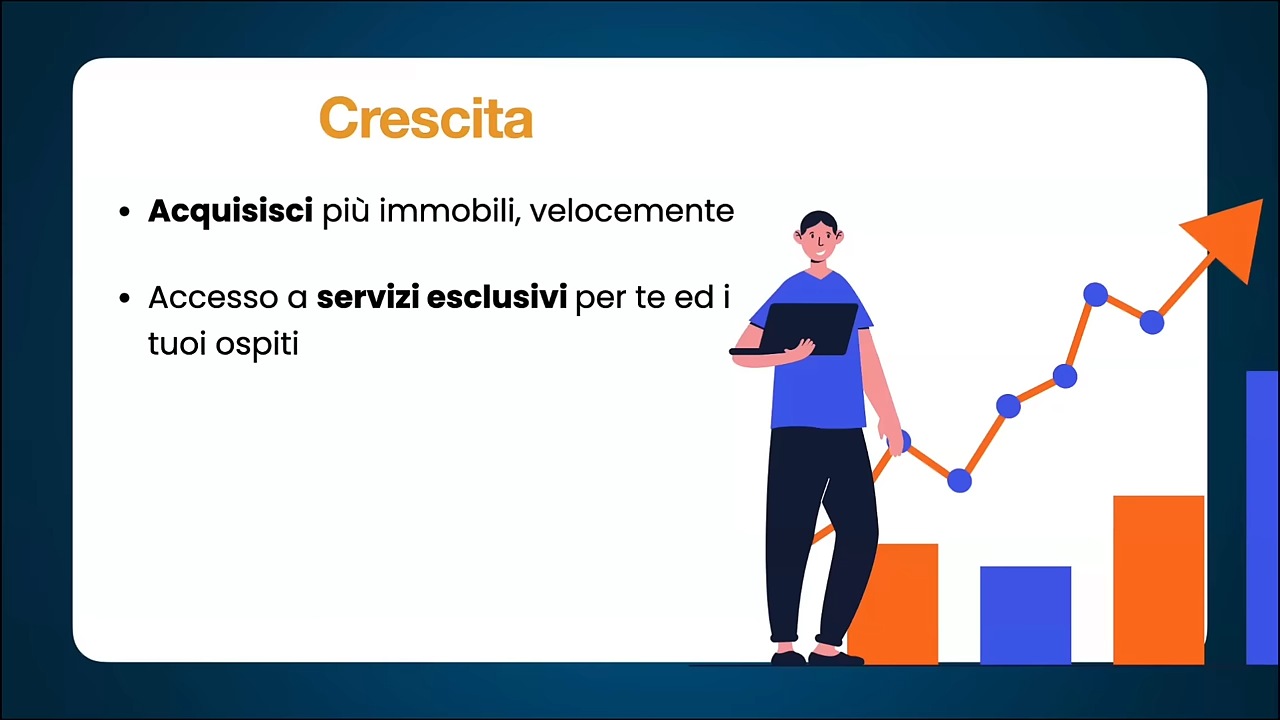 Crescita
• Acquisisci più immobili, velocemente
• Accesso a servizi esclusivi per te ed i
tuoi ospiti